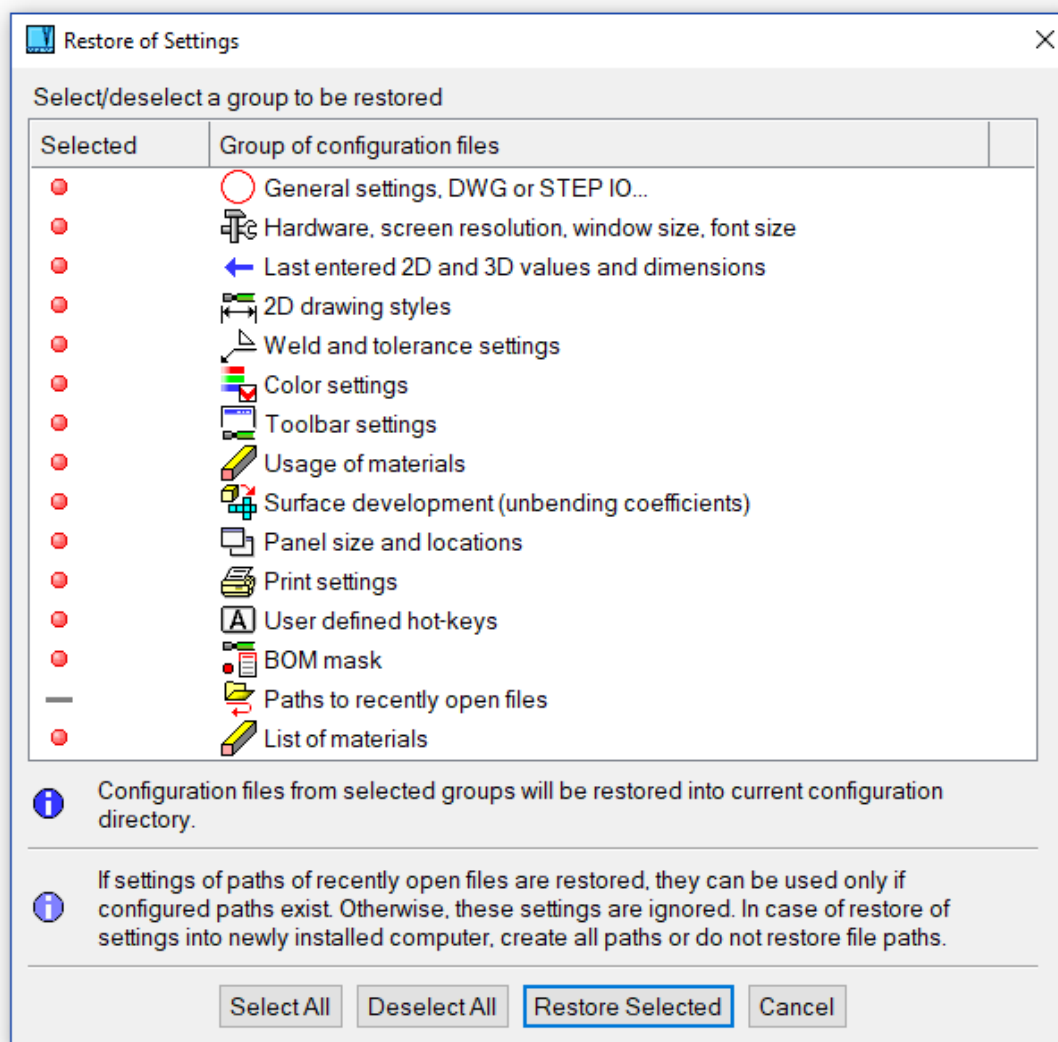 Restore of Settings
Select/deselect a group to be restored
Selected Group of configuration files
General settings, DWG or STEP IO...
Hardware, screen resolution, window size, font size
Last entered 2D and 3D values and dimensions
2D drawing styles
Weld and tolerance settings
Color settings
Toolbar settings
Usage of materials
Surface development (unbending coefficients)
Panel size and locations
Print settings
A User defined hot-keys
BOM mask
Paths to recently open files
List of materials
Configuration files from selected groups will be restored into current configuration
directory.
If settings of paths of recently open files are restored, they can be used only if
configured paths exist. Otherwise, these settings are ignored. In case of restore of
settings into newly installed computer, create all paths or do not restore file paths.
Select All Deselect All Restore Selected Cancel